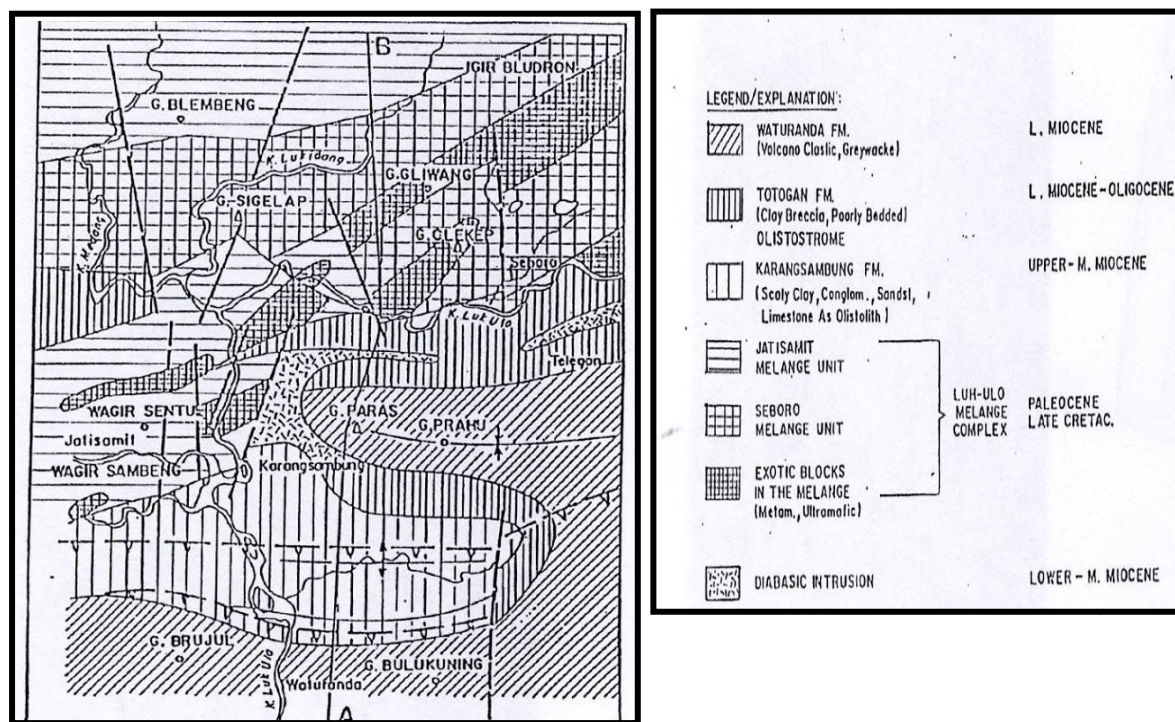 B
IGIR BLUDRON
G. BLEMBENG
K. Luk idang
G. GLIWANG
G. SIGELAP
G. CLEKEP
K. Medang
Seboro
K. Luk Ulo
Telegon
WAGIR SENTU
G. PARAS
G. PRAHU
Jatisamit
WAGIR SAMBENG
Karangsambung
G. BRUJUL
G. BULUKUNING
K. Luk Ulo
Waturanda
A
LEGEND/EXPLANATION:
WATURANDA FM.
(Volcano Clastic, Greywacke)
L. MIOCENE
TOTOGAN FM.
(Clay Breccia, Poorly Bedded)
OLISTOSTROME
L. MIOCENE-OLIGOCENE
KARANGSAMBUNG FM.
(Scaly Clay, Conglom., Sandst,
Limestone As Olistolith)
UPPER-M. MIOCENE
JATISAMIT
MELANGE UNIT
SEBORO
MELANGE UNIT
EXOTIC BLOCKS
IN THE MELANGE
(Metam., Ultramafic)
LUH-ULO
MELANGE
COMPLEX
PALEOCENE
LATE CRETAC.
DIABASIC INTRUSION
LOWER-M. MIOCENE